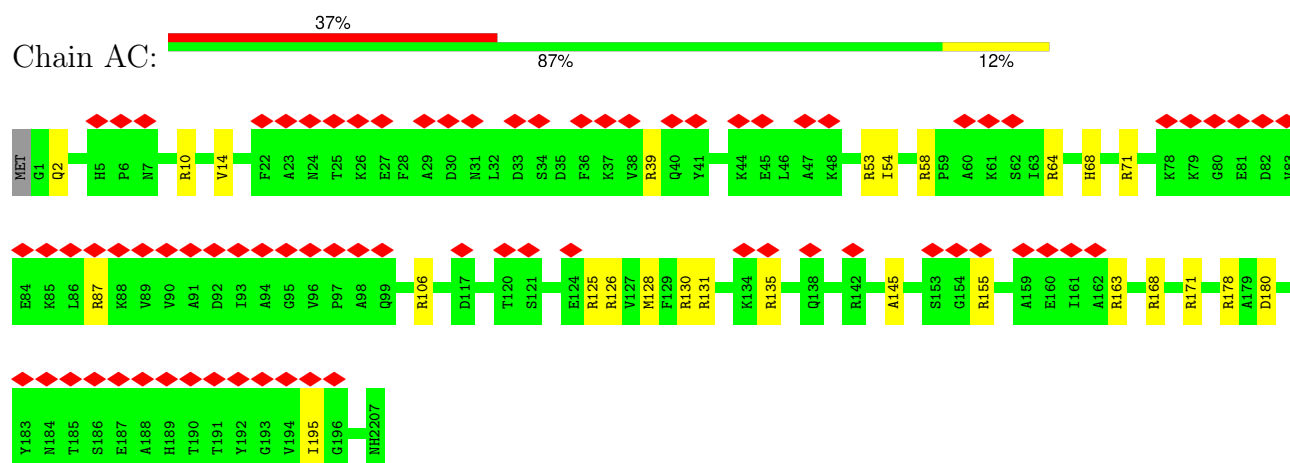 37%
Chain AC:
87% 12%
MET G1 Q2 H5 P6 N7 R10 V14 F22 A23 N24 T25 K26 E27 F28 A29 D30 N31 L32 D33 S34 D35 F36 K37 V38 R39 Q40 Y41 K44 E45 L46 A47 K48 R53 I54 R58 P59 A60 K61 S62 I63 R64 H68 R71 K78 K79 G80 E81 D82 V83
E84 K85 L86 R87 K88 V89 V90 A91 D92 I93 A94 G95 V96 P97 A98 Q99 R106 D117 T120 S121 E124 R125 R126 V127 M128 F129 R130 R131 K134 R135 Q138 R142 A145 S153 G154 R155 A159 E160 I161 A162 R163 R168 R171 R178 A179 D180
Y183 N184 T185 S186 E187 A188 H189 T190 T191 Y192 G193 V194 I195 G196 NH2207